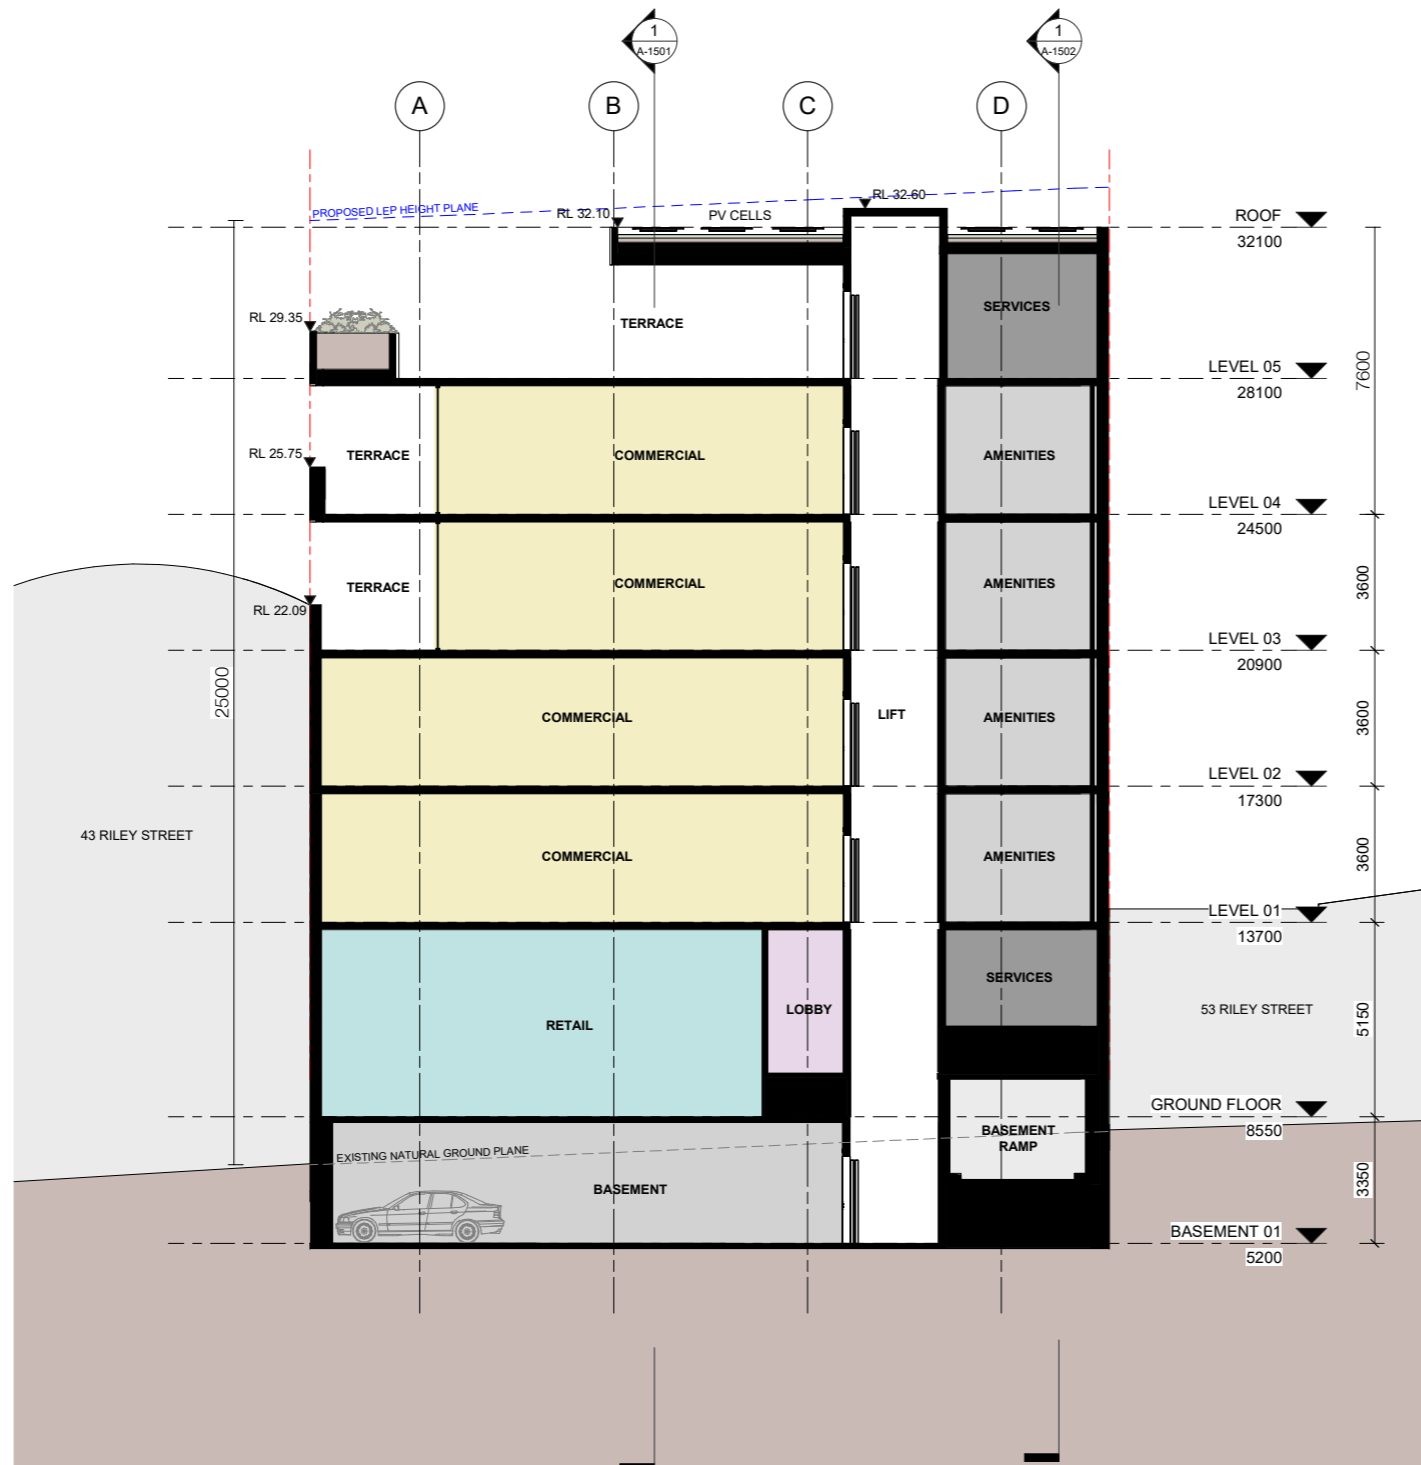 1
A-1501
1
A-1502
A
B
C
D
PROPOSED LEP HEIGHT PLANE
RL 32.10
PV CELLS
RL 32.60
ROOF
32100
RL 29.35
TERRACE
SERVICES
LEVEL 05
28100
7600
RL 25.75
TERRACE
COMMERCIAL
AMENITIES
LEVEL 04
24500
RL 22.09
TERRACE
COMMERCIAL
AMENITIES
3600
LEVEL 03
20900
25000
COMMERCIAL
LIFT
AMENITIES
3600
LEVEL 02
17300
43 RILEY STREET
COMMERCIAL
AMENITIES
3600
LEVEL 01
13700
RETAIL
LOBBY
SERVICES
53 RILEY STREET
5150
GROUND FLOOR
8550
EXISTING NATURAL GROUND PLANE
BASEMENT
BASEMENT
RAMP
3350
BASEMENT 01
5200